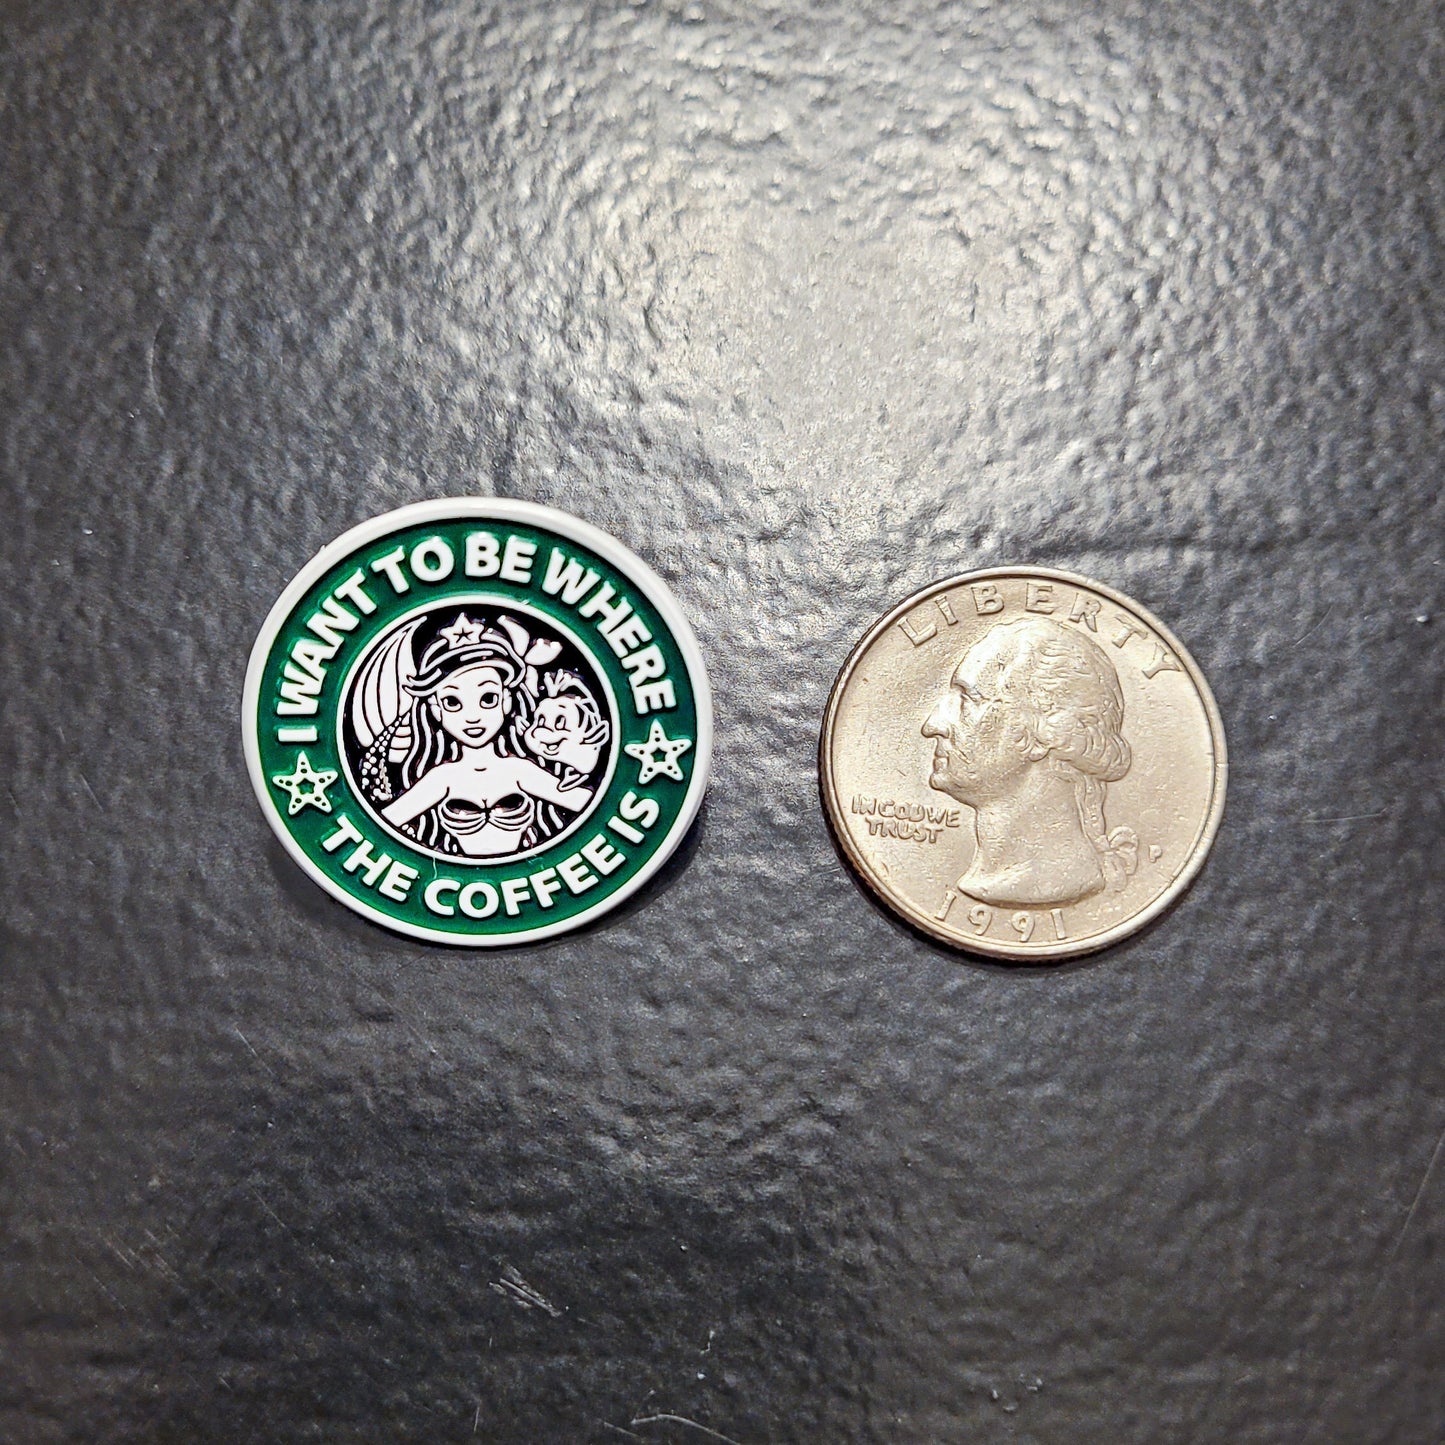 I WANT TO BE WHERE
THE COFFEE IS
LIBERTY
IN GOD WE
TRUST
P
1991